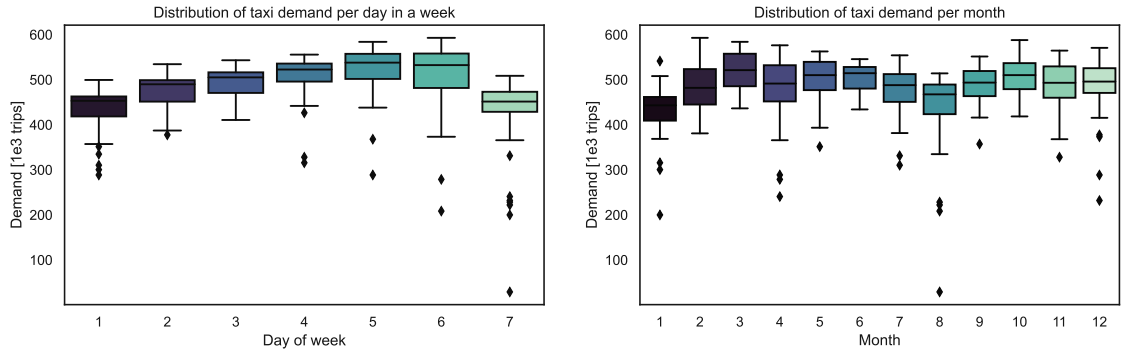 Distribution of taxi demand per day in a week
600
500
400
300
200
100
Demand [1e3 trips]
1 2 3 4 5 6 7
Day of week
Distribution of taxi demand per month
600
500
400
300
200
100
Demand [1e3 trips]
1 2 3 4 5 6 7 8 9 10 11 12
Month